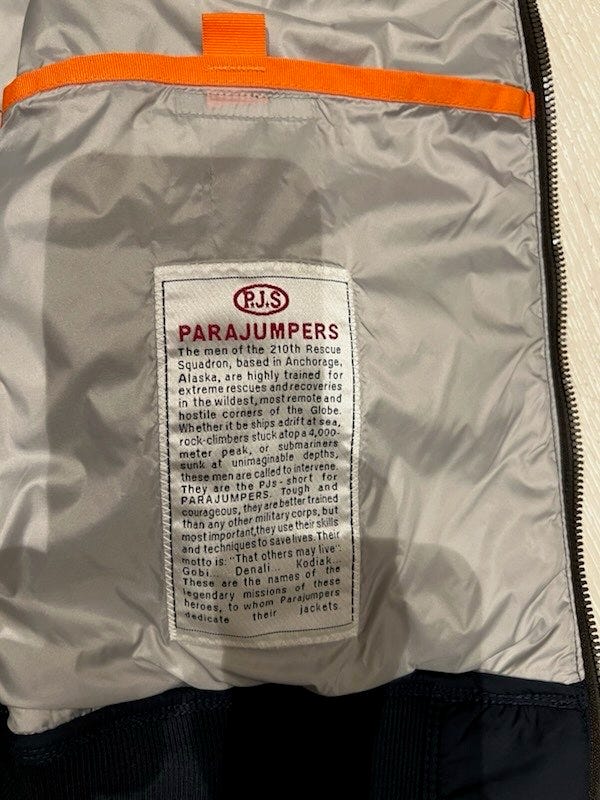 P.J.S
PARAJUMPERS
The men of the 210th Rescue
Squadron, based in Anchorage,
Alaska, are highly trained for
extreme rescues and recoveries
in the wildest, most remote and
hostile corners of the Globe.
Whether it be ships adrift at sea,
rock-climbers stuck atop a 4,000-
meter peak, or submariners
sunk at unimaginable depths,
these men are called to intervene.
They are the PJs - short for
PARAJUMPERS. Tough and
courageous, they are better trained
than any other military corps, but
most important, they use their skills
and techniques to save lives. Their
motto is: "That others may live".
Gobi... Denali... Kodiak...
These are the names of the
legendary missions of these
heroes, to whom Parajumpers
dedicate their jackets.